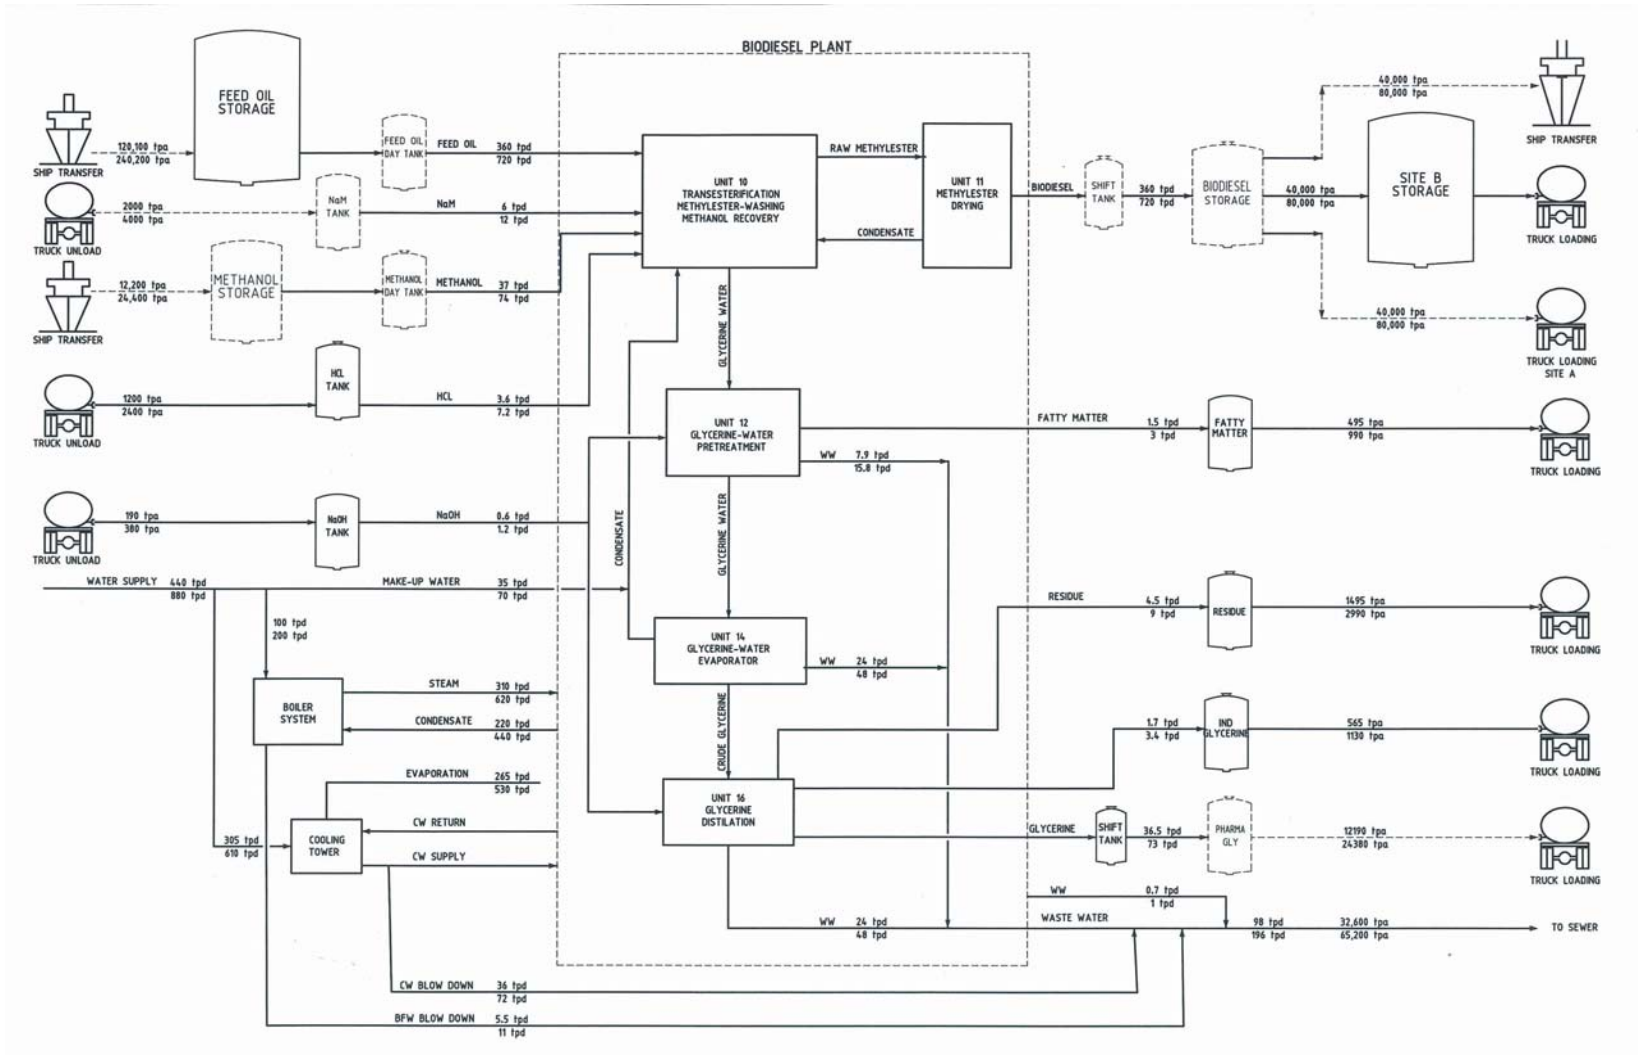 BIODIESEL PLANT
FEED OIL
STORAGE
120,100 tpa
240,200 tpa
SHIP TRANSFER
FEED OIL
DAY TANK
FEED OIL
360 tpd
720 tpd
2000 tpa
4000 tpa
TRUCK UNLOAD
NaM
TANK
NaM
6 tpd
12 tpd
12,200 tpa
24,400 tpa
SHIP TRANSFER
METHANOL
STORAGE
METHANOL
DAY TANK
METHANOL
37 tpd
74 tpd
1200 tpa
2400 tpa
TRUCK UNLOAD
HCL
TANK
HCL
3.6 tpd
7.2 tpd
190 tpa
380 tpa
TRUCK UNLOAD
NaOH
TANK
NaOH
0.6 tpd
1.2 tpd
WATER SUPPLY
440 tpd
880 tpd
MAKE-UP WATER
35 tpd
70 tpd
100 tpd
200 tpd
BOILER
SYSTEM
STEAM
310 tpd
620 tpd
CONDENSATE
220 tpd
440 tpd
EVAPORATION
265 tpd
530 tpd
305 tpd
610 tpd
COOLING
TOWER
CW RETURN
CW SUPPLY
CW BLOW DOWN
36 tpd
72 tpd
BFW BLOW DOWN
5.5 tpd
11 tpd
UNIT 10
TRANSESTERIFICATION
METHYLESTER-WASHING
METHANOL RECOVERY
RAW METHYLESTER
CONDENSATE
UNIT 11
METHYLESTER
DRYING
GLYCERINE WATER
CONDENSATE
UNIT 12
GLYCERINE-WATER
PRETREATMENT
WW
7.9 tpd
15.8 tpd
GLYCERINE WATER
UNIT 14
GLYCERINE-WATER
EVAPORATOR
WW
24 tpd
48 tpd
CRUDE GLYCERINE
UNIT 16
GLYCERINE
DISTILATION
WW
24 tpd
48 tpd
BIODIESEL
SHIFT
TANK
360 tpd
720 tpd
BIODIESEL
STORAGE
40,000 tpa
80,000 tpa
SHIP TRANSFER
40,000 tpa
80,000 tpa
SITE B
STORAGE
TRUCK LOADING
40,000 tpa
80,000 tpa
TRUCK LOADING
SITE A
FATTY MATTER
1.5 tpd
3 tpd
FATTY
MATTER
495 tpa
990 tpa
TRUCK LOADING
RESIDUE
4.5 tpd
9 tpd
RESIDUE
1495 tpa
2990 tpa
TRUCK LOADING
1.7 tpd
3.4 tpd
IND
GLYCERINE
565 tpa
1130 tpa
TRUCK LOADING
GLYCERINE
SHIFT
TANK
36.5 tpd
73 tpd
PHARMA
GLY
12190 tpa
24380 tpa
TRUCK LOADING
WW
0.7 tpd
1 tpd
WASTE WATER
98 tpd
196 tpd
32,600 tpa
65,200 tpa
TO SEWER